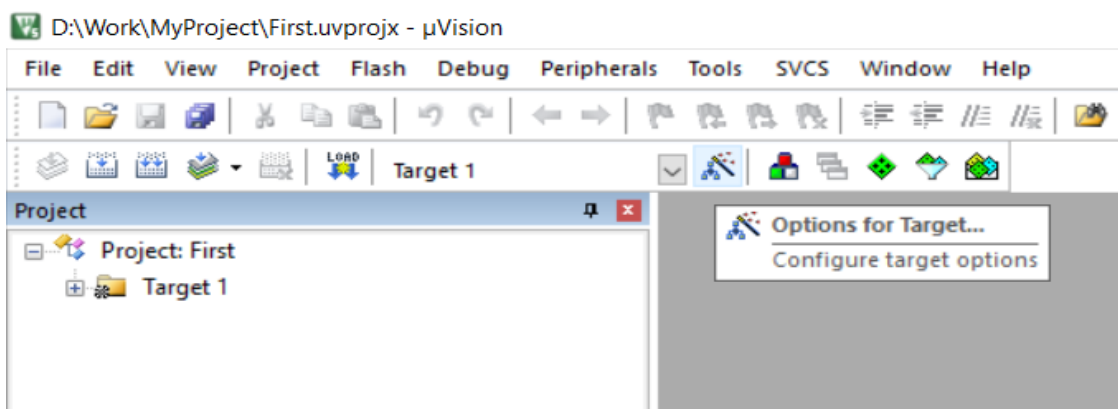 D:\Work\MyProject\First.uvprojx - µVision
File Edit View Project Flash Debug Peripherals Tools SVCS Window Help
LOAD
Target 1
Project
Options for Target...
Project: First
Configure target options
Target 1